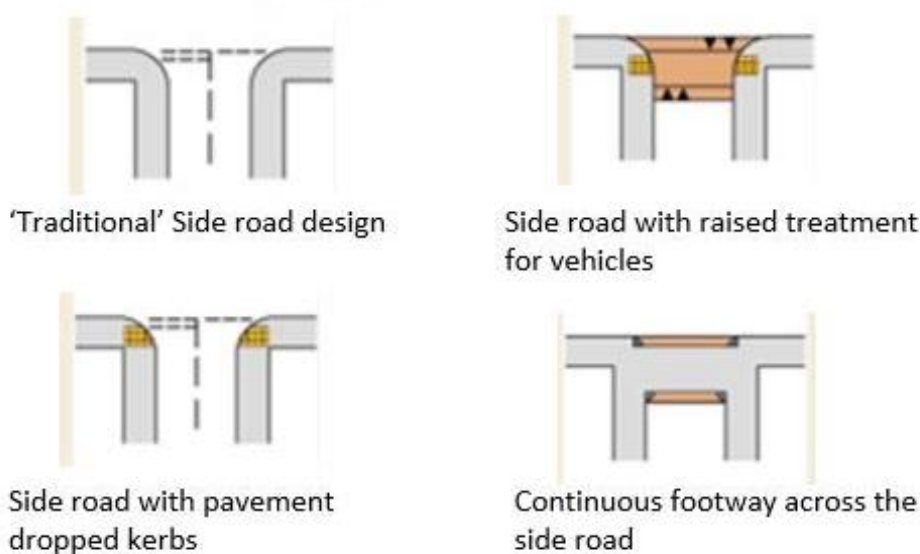 ‘Traditional’ Side road design
Side road with raised treatment
for vehicles
Side road with pavement
dropped kerbs
Continuous footway across the
side road